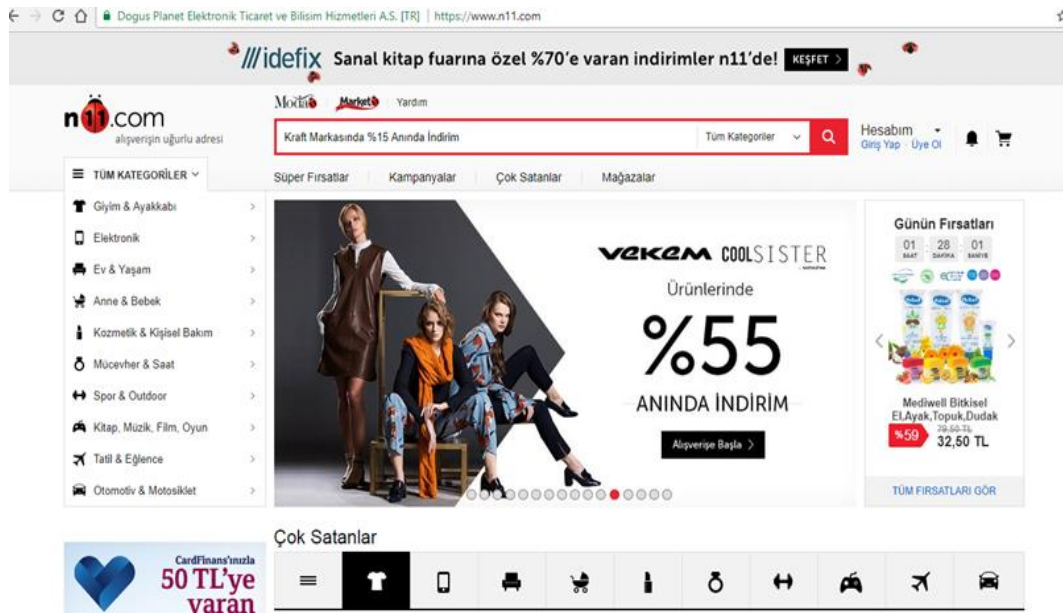 Dogus Planet Elektronik Ticaret ve Bilisim Hizmetleri A.S. [TR] | https://www.n11.com
idefix Sanal kitap fuarına özel %70'e varan indirimler n11'de! KEŞFET >
Moda Market Yardım
n11.com
alışverişin uğurlu adresi
Kraft Markasında %15 Anında İndirim Tüm Kategoriler
Hesabım
Giriş Yap - Üye Ol
TÜM KATEGORİLER
Süper Fırsatlar Kampanyalar Çok Satanlar Mağazalar
Giyim & Ayakkabı
Elektronik
Ev & Yaşam
Anne & Bebek
Kozmetik & Kişisel Bakım
Mücevher & Saat
Spor & Outdoor
Kitap, Müzik, Film, Oyun
Tatil & Eğlence
Otomotiv & Motosiklet
VEKEM COOLSISTER
Ürünlerinde
%55
ANINDA İNDİRİM
Alışverişe Başla >
Günün Fırsatları
01 : 28 : 01
SAAT DAKİKA SANİYE
Mediwell Bitkisel
El,Ayak,Topuk,Dudak
%59 79,50 TL
32,50 TL
TÜM FIRSATLARI GÖR
Çok Satanlar
CardFinans'ınızla
50 TL'ye
varan